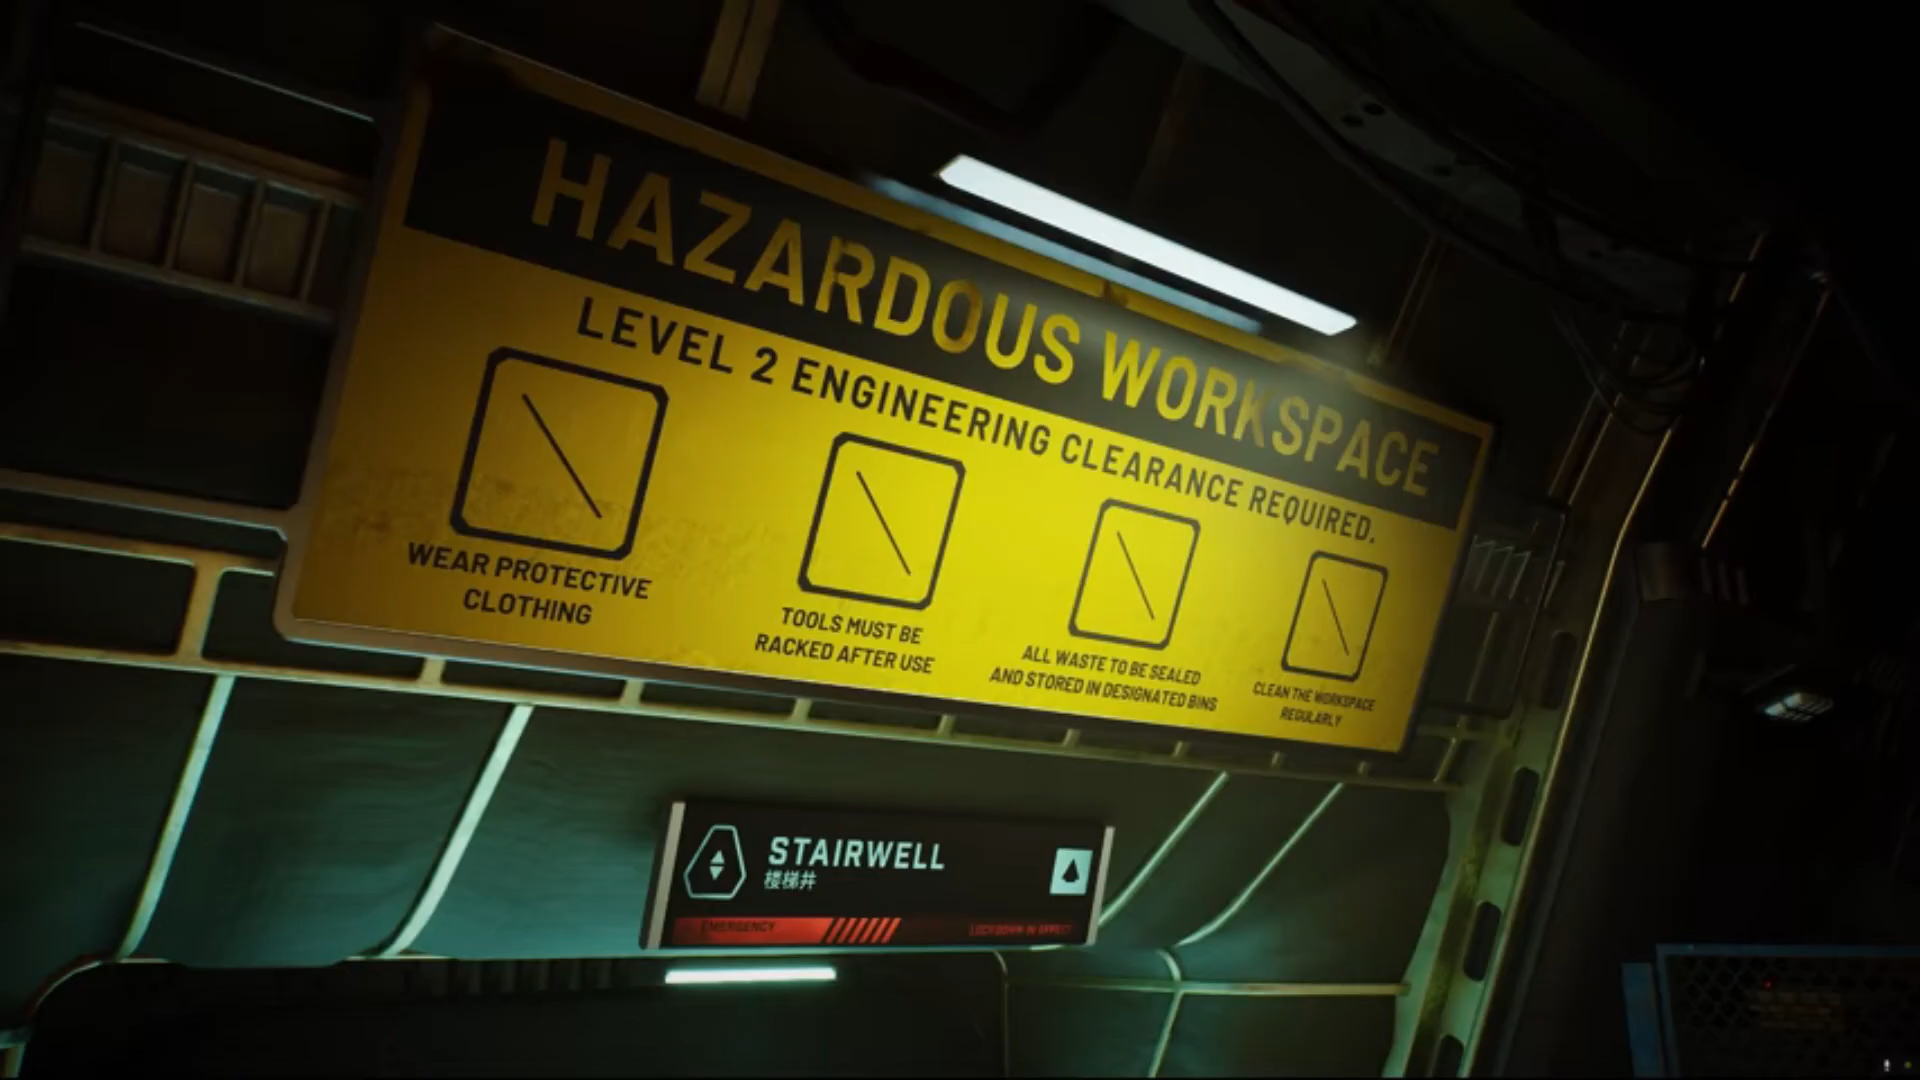 HAZARDOUS WORKSPACE
LEVEL 2 ENGINEERING CLEARANCE REQUIRED.
WEAR PROTECTIVE
CLOTHING
TOOLS MUST BE
RACKED AFTER USE
ALL WASTE TO BE SEALED
AND STORED IN DESIGNATED BINS
CLEAN THE WORKSPACE
REGULARLY
STAIRWELL
楼梯井
EMERGENCY
LOCKDOWN IN EFFECT